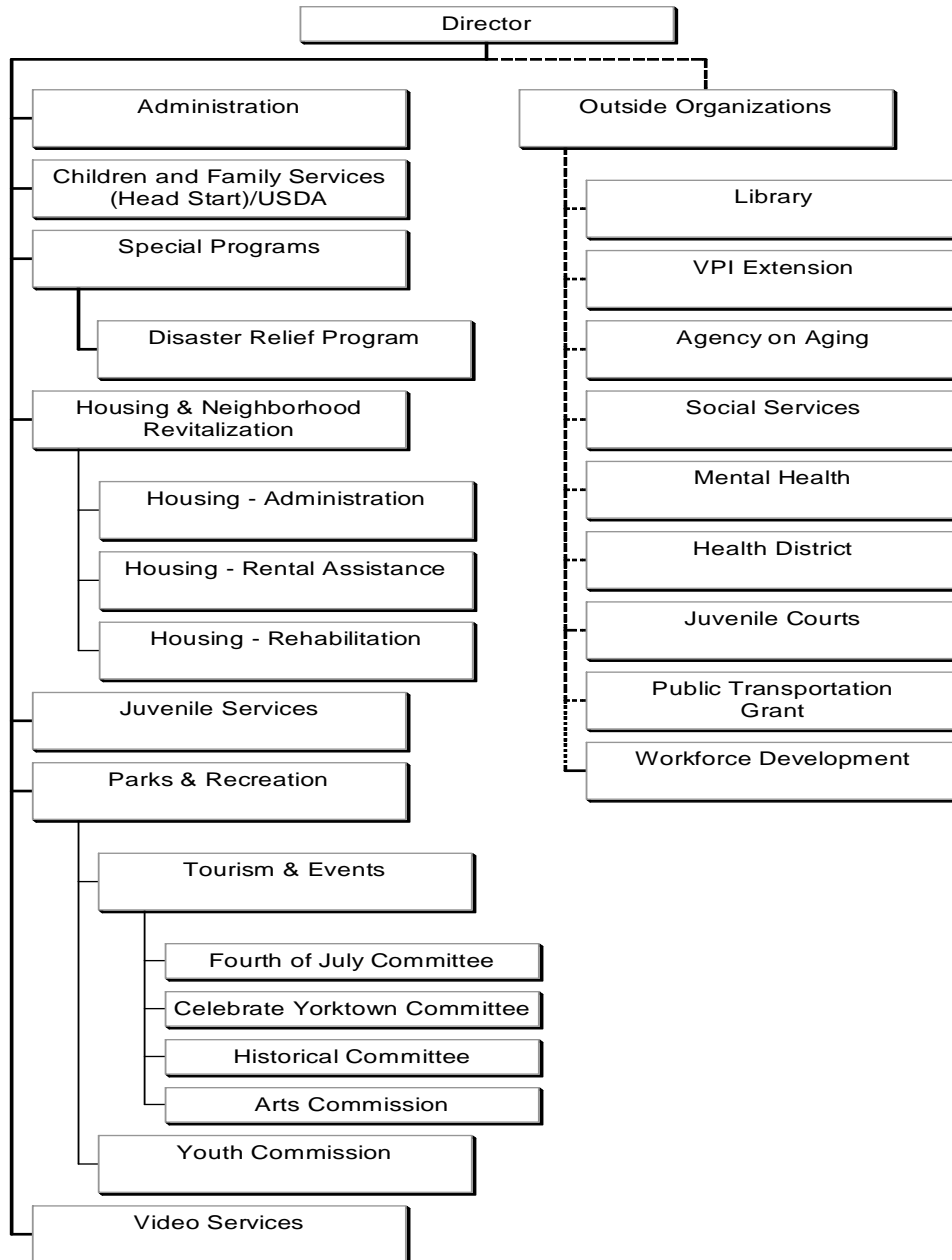 Director
Administration
Children and Family Services
(Head Start)/USDA
Special Programs
Disaster Relief Program
Housing & Neighborhood
Revitalization
Housing - Administration
Housing - Rental Assistance
Housing - Rehabilitation
Juvenile Services
Parks & Recreation
Tourism & Events
Fourth of July Committee
Celebrate Yorktown Committee
Historical Committee
Arts Commission
Youth Commission
Video Services
Outside Organizations
Library
VPI Extension
Agency on Aging
Social Services
Mental Health
Health District
Juvenile Courts
Public Transportation
Grant
Workforce Development